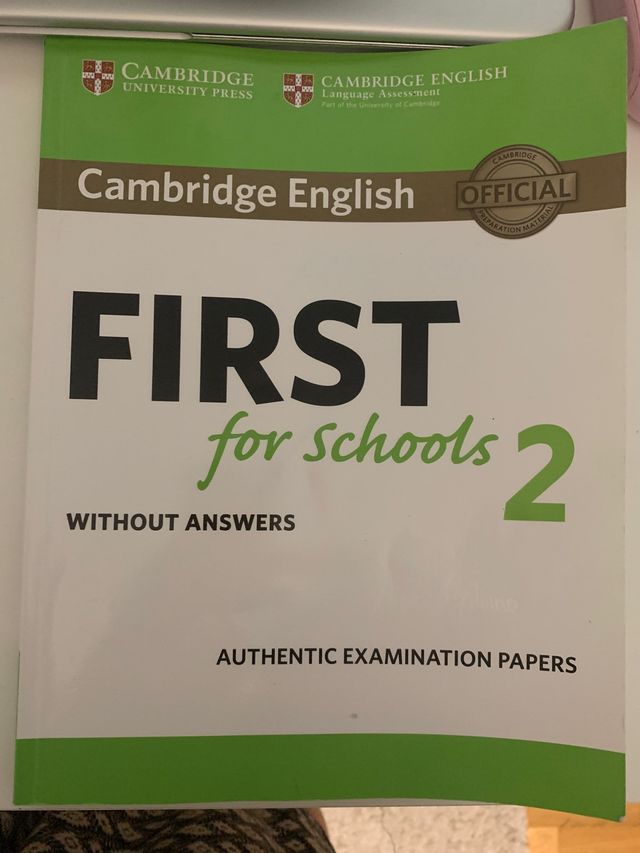 CAMBRIDGE
UNIVERSITY PRESS
CAMBRIDGE ENGLISH
Language Assessment
Part of the University of Cambridge
Cambridge English
CAMBRIDGE
OFFICIAL
PREPARATION MATERIAL
FIRST
for schools 2
WITHOUT ANSWERS
AUTHENTIC EXAMINATION PAPERS